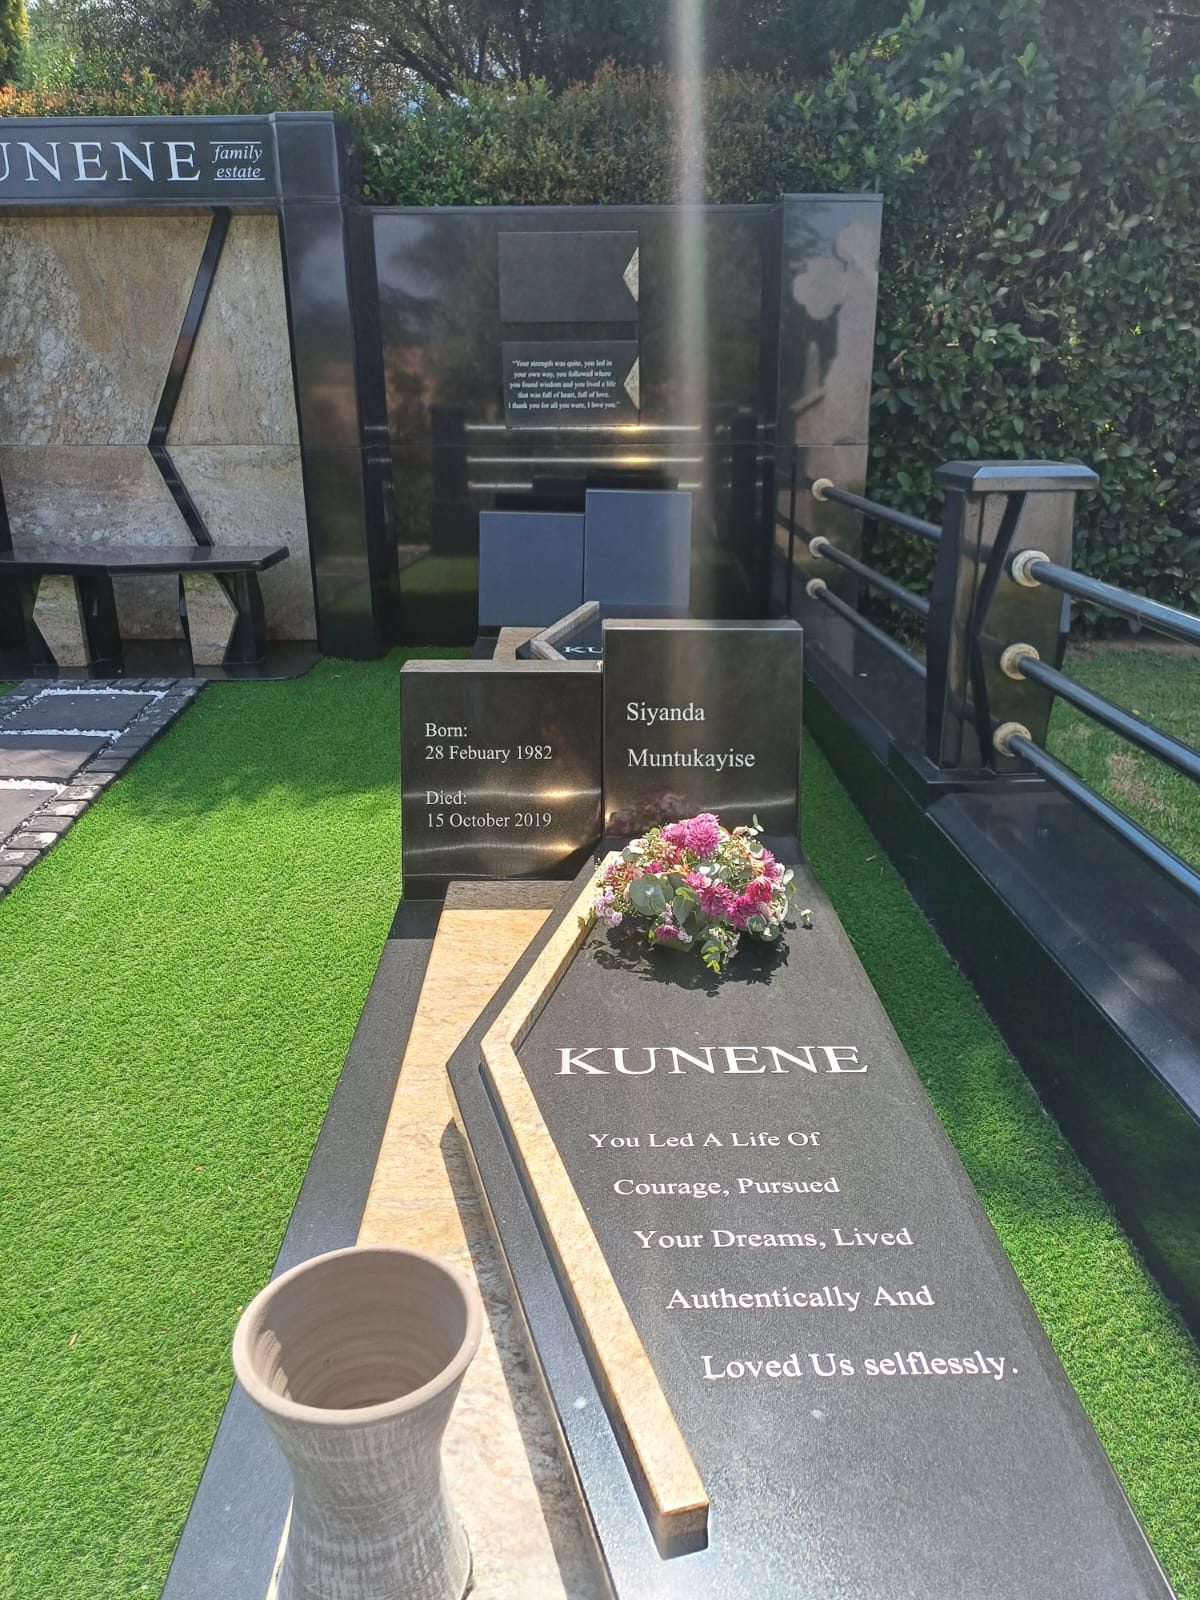 UNENE family
estate
"Your strength was quite, you led in
your own way, you followed where
you found wisdom and you lived a life
that was full of heart, full of love.
I thank you for all you were, I love you."
KU
Born:
28 Febuary 1982
Died:
15 October 2019
Siyanda
Muntukayise
KUNENE
You Led A Life Of
Courage, Pursued
Your Dreams, Lived
Authentically And
Loved Us selflessly.